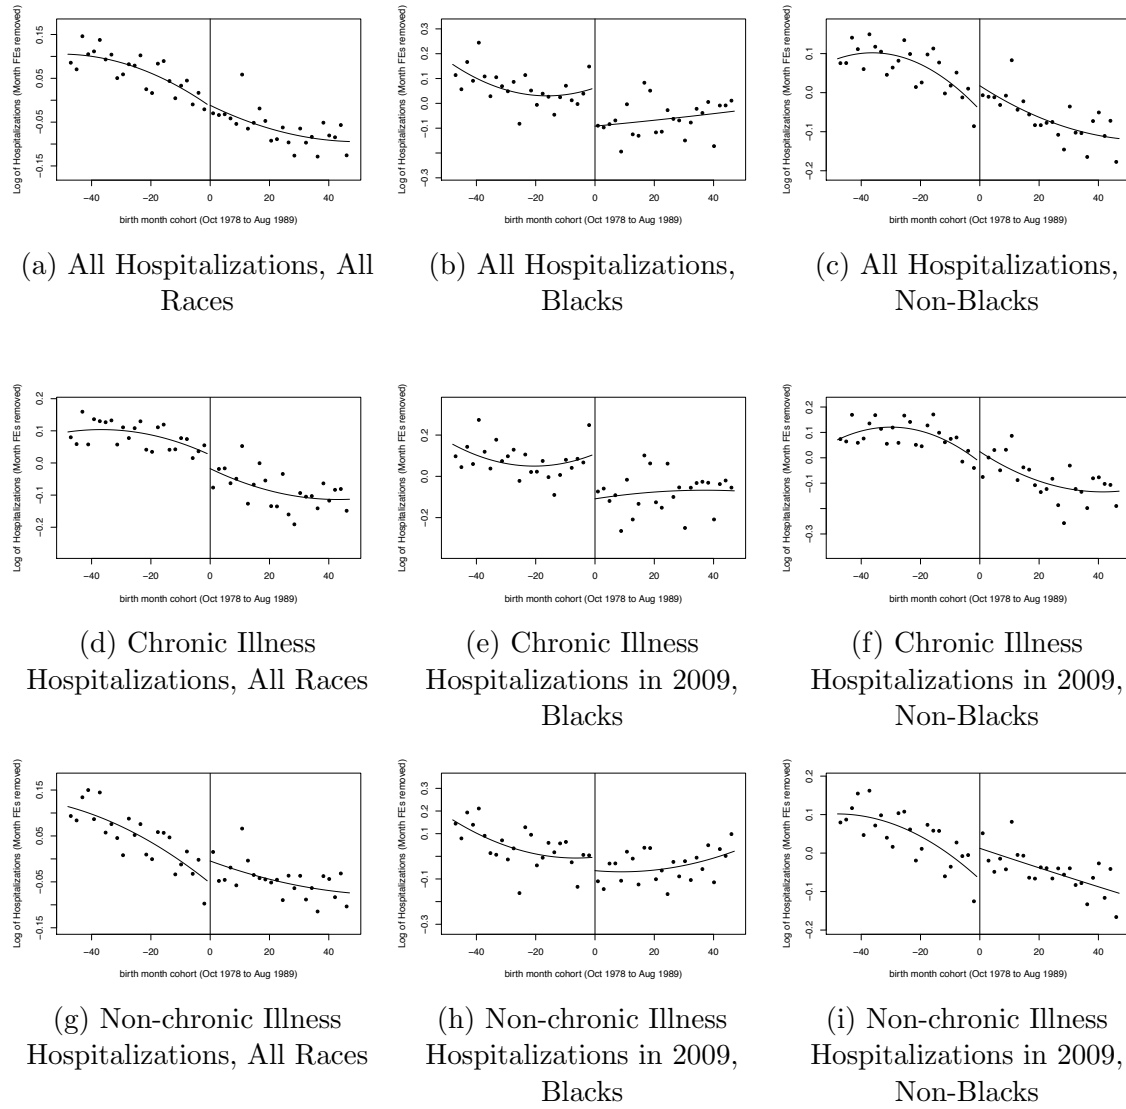 Log of Hospitalizations (Month FEs removed)
0.15
0.05
−0.05
−0.15
−40
−20
0
20
40
birth month cohort (Oct 1978 to Aug 1989)
(a) All Hospitalizations, All
Races
Log of Hospitalizations (Month FEs removed)
0.3
0.1
0.0
−0.1
−0.3
−40
−20
0
20
40
birth month cohort (Oct 1978 to Aug 1989)
(b) All Hospitalizations,
Blacks
Log of Hospitalizations (Month FEs removed)
0.1
0.0
−0.1
−0.2
−40
−20
0
20
40
birth month cohort (Oct 1978 to Aug 1989)
(c) All Hospitalizations,
Non-Blacks
Log of Hospitalizations (Month FEs removed)
0.2
0.1
0.0
−0.1
−0.2
−40
−20
0
20
40
birth month cohort (Oct 1978 to Aug 1989)
(d) Chronic Illness
Hospitalizations, All Races
Log of Hospitalizations (Month FEs removed)
0.2
0.0
−0.2
−40
−20
0
20
40
birth month cohort (Oct 1978 to Aug 1989)
(e) Chronic Illness
Hospitalizations in 2009,
Blacks
Log of Hospitalizations (Month FEs removed)
0.2
0.1
0.0
−0.1
−0.3
−40
−20
0
20
40
birth month cohort (Oct 1978 to Aug 1989)
(f) Chronic Illness
Hospitalizations in 2009,
Non-Blacks
Log of Hospitalizations (Month FEs removed)
0.15
0.05
−0.05
−0.15
−40
−20
0
20
40
birth month cohort (Oct 1978 to Aug 1989)
(g) Non-chronic Illness
Hospitalizations, All Races
Log of Hospitalizations (Month FEs removed)
0.3
0.1
0.0
−0.1
−0.3
−40
−20
0
20
40
birth month cohort (Oct 1978 to Aug 1989)
(h) Non-chronic Illness
Hospitalizations in 2009,
Blacks
Log of Hospitalizations (Month FEs removed)
0.2
0.1
0.0
−0.1
−0.2
−40
−20
0
20
40
birth month cohort (Oct 1978 to Aug 1989)
(i) Non-chronic Illness
Hospitalizations in 2009,
Non-Blacks